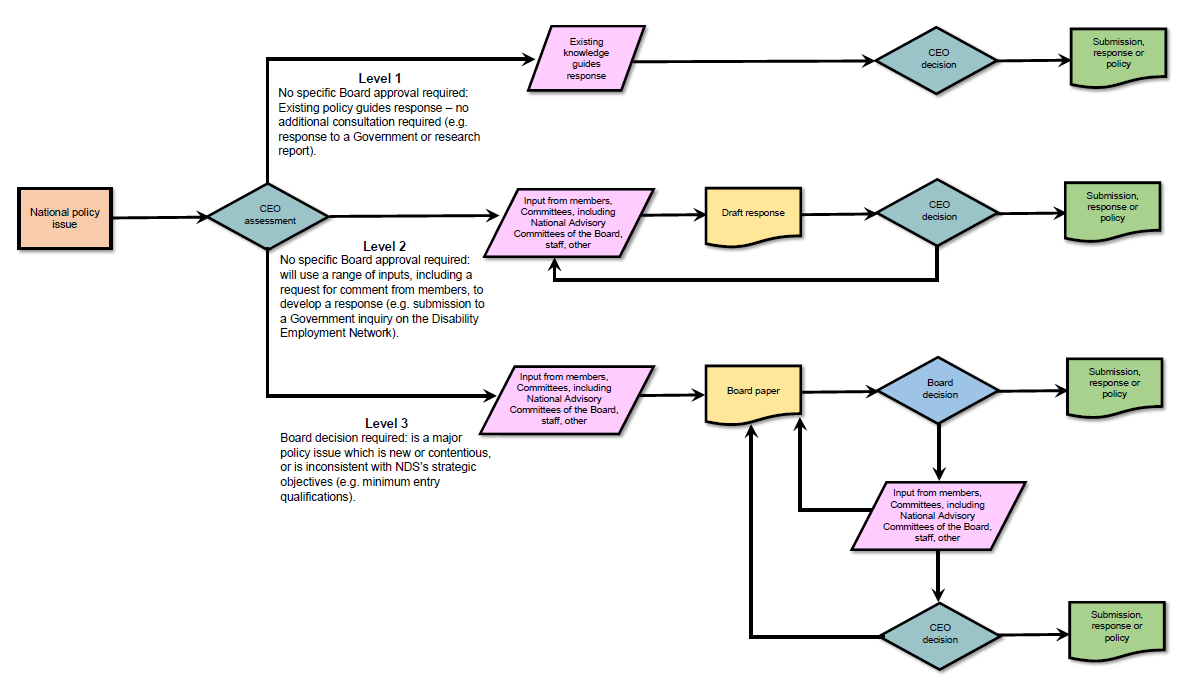 Existing
knowledge
guides
response
CEO
decision
Submission,
response or
policy
Level 1
No specific Board approval required:
Existing policy guides response – no
additional consultation required (e.g.
response to a Government or research
report).
National policy
issue
CEO
assessment
Input from members,
Committees, including
National Advisory
Committees of the Board,
staff, other
Draft response
CEO
decision
Submission,
response or
policy
Level 2
No specific Board approval required:
will use a range of inputs, including a
request for comment from members, to
develop a response (e.g. submission to
a Government inquiry on the Disability
Employment Network).
Input from members,
Committees, including
National Advisory
Committees of the Board,
staff, other
Board paper
Board
decision
Submission,
response or
policy
Level 3
Board decision required: is a major
policy issue which is new or contentious,
or is inconsistent with NDS's strategic
objectives (e.g. minimum entry
qualifications).
Input from members,
Committees, including
National Advisory
Committees of the Board,
staff, other
CEO
decision
Submission,
response or
policy